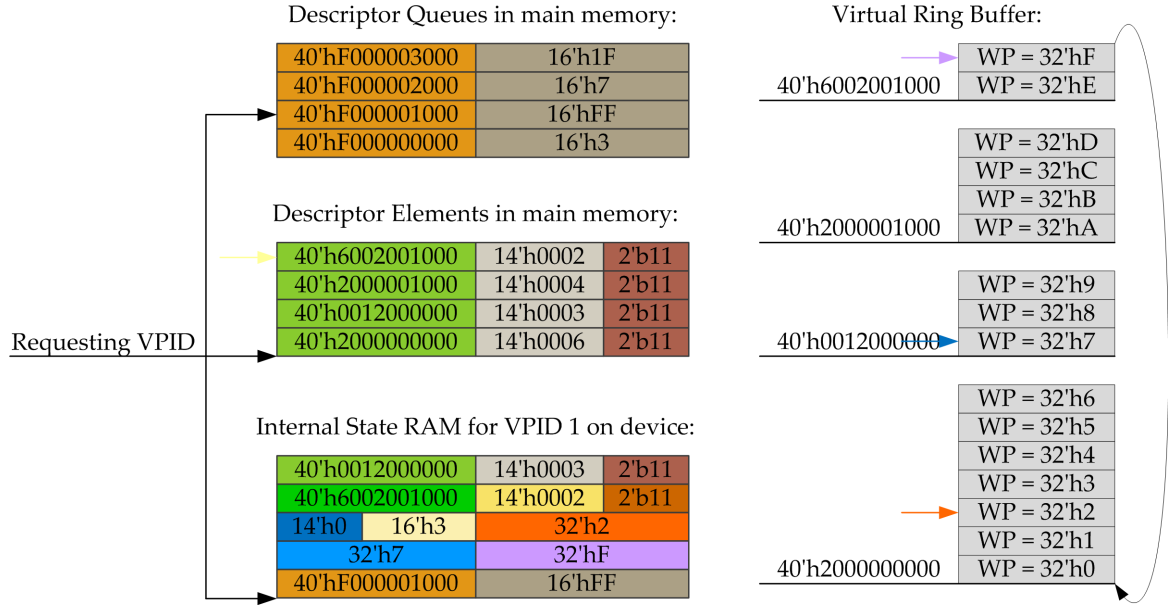 Descriptor Queues in main memory:
40'hF000003000 16'h1F
40'hF000002000 16'h7
40'hF000001000 16'hFF
40'hF000000000 16'h3
Descriptor Elements in main memory:
40'h6002001000 14'h0002 2'b11
40'h2000001000 14'h0004 2'b11
40'h0012000000 14'h0003 2'b11
40'h2000000000 14'h0006 2'b11
Requesting VPID
Internal State RAM for VPID 1 on device:
40'h0012000000 14'h0003 2'b11
40'h6002001000 14'h0002 2'b11
14'h0 16'h3 32'h2
32'h7 32'hF
40'hF000001000 16'hFF
Virtual Ring Buffer:
WP = 32'hF
40'h6002001000 WP = 32'hE
WP = 32'hD
WP = 32'hC
WP = 32'hB
40'h2000001000 WP = 32'hA
WP = 32'h9
WP = 32'h8
40'h0012000000 WP = 32'h7
WP = 32'h6
WP = 32'h5
WP = 32'h4
WP = 32'h3
WP = 32'h2
WP = 32'h1
40'h2000000000 WP = 32'h0